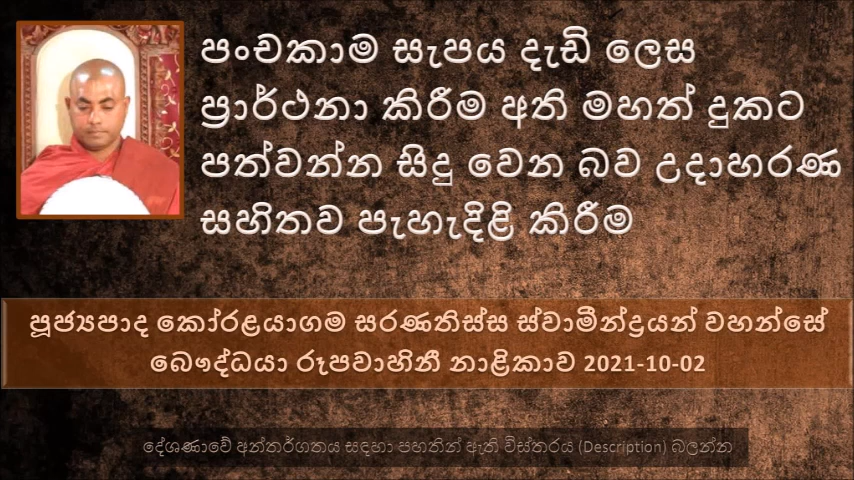 පංචකාම සැපය දැඩි ලෙස
ප්‍රාර්ථනා කිරීම අති මහත් දුකට
පත්වන්න සිදු වෙන බව උදාහරණ
සහිතව පැහැදිළි කිරීම
පූජ්‍යපාද කෝරළයාගම සරණතිස්ස ස්වාමීන්ද්‍රයන් වහන්සේ
බෞද්ධයා රූපවාහිනී නාළිකාව 2021-10-02
දේශණාවේ අන්තර්ගතය සඳහා පහතින් ඇති විස්තරය (Description) බලන්න